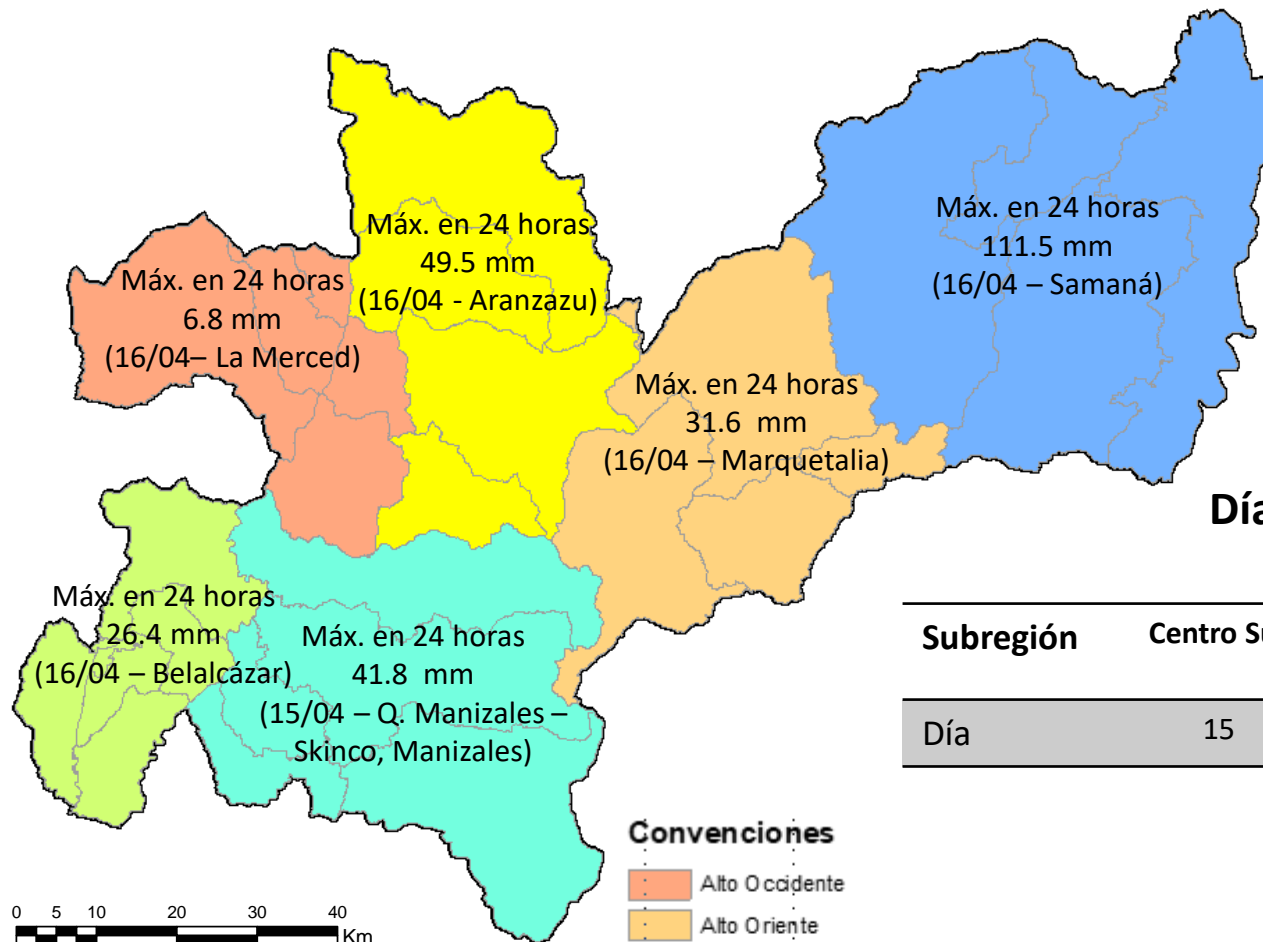 Máx. en 24 horas
111.5 mm
(16/04 – Samaná)
Máx. en 24 horas
49.5 mm
(16/04 - Aranzazu)
Máx. en 24 horas
6.8 mm
(16/04– La Merced)
Máx. en 24 horas
31.6 mm
(16/04 – Marquetalia)
Máx. en 24 horas
26.4 mm
(16/04 – Belalcázar)
Máx. en 24 horas
41.8 mm
(15/04 – Q. Manizales –
Skinco, Manizales)
Día
Subregión Centro Su
Día 15
Convenciones
Alto Occidente
Alto Oriente
0 5 10 20 30 40
Km